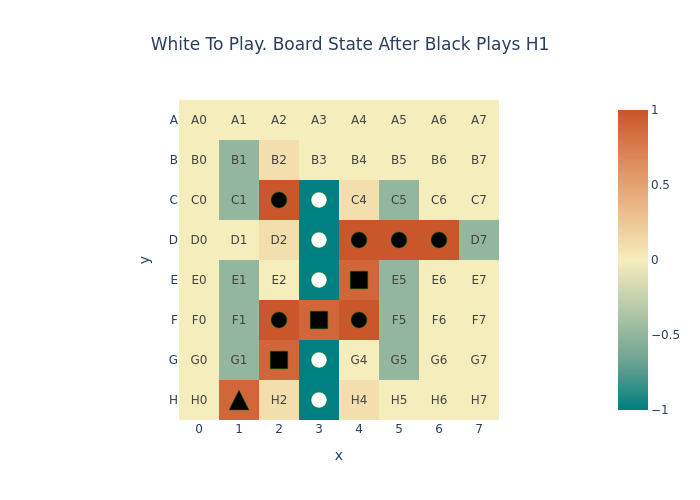 White To Play. Board State After Black Plays H1
A A0 A1 A2 A3 A4 A5 A6 A7
B B0 B1 B2 B3 B4 B5 B6 B7
C C0 C1 C4 C5 C6 C7
D D0 D1 D2 D7
E E0 E1 E2 E5 E6 E7
F F0 F1 F5 F6 F7
G G0 G1 G4 G5 G6 G7
H H0 H2 H4 H5 H6 H7
0 1 2 3 4 5 6 7
x
y
1
0.5
0
−0.5
−1